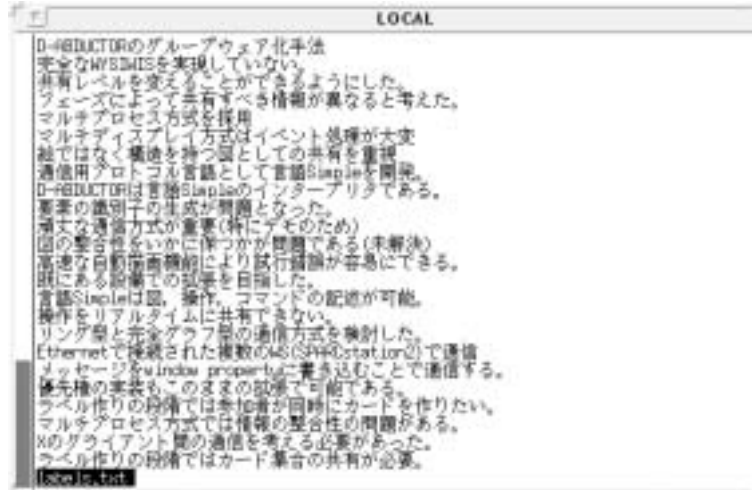 LOCAL
D-ABDUCTORのグループウェア化手法
完全なWYSIWISを実現していない。
共有レベルを変えることができるようにした。
フェーズによって共有すべき情報が異なると考えた。
マルチプロセス方式を採用
マルチディスプレイ方式はイベント処理が大変
絵ではなく構造を持つ図としての共有を重視
通信用プロトコル言語として言語Simpleを開発。
D-ABDUCTORは言語Simpleのインタープリタである。
要素の識別子の生成が問題となった。
頑丈な通信方式が重要(特にデモのため)
図の整合性をいかに保つかが問題である(未解決)
高速な自動描画機能により試行錯誤が容易にできる。
既にある設備での拡張を目指した。
言語Simpleは図, 操作, コマンドの記述が可能。
操作をリアルタイムに共有できない。
リング型と完全グラフ型の通信方式を検討した。
Ethernetで接続された複数のWS(SPARCstation2)で通信
メッセージをwindow propertyに書き込むことで通信する。
優先権の実装もこのままの拡張で可能である。
ラベル作りの段階では参加者が同時にカードを作りたい。
マルチプロセス方式では情報の整合性の問題がある。
Xのクライアント間の通信を考える必要があった。
ラベル作りの段階ではカード集合の共有が必要。
labels.txt